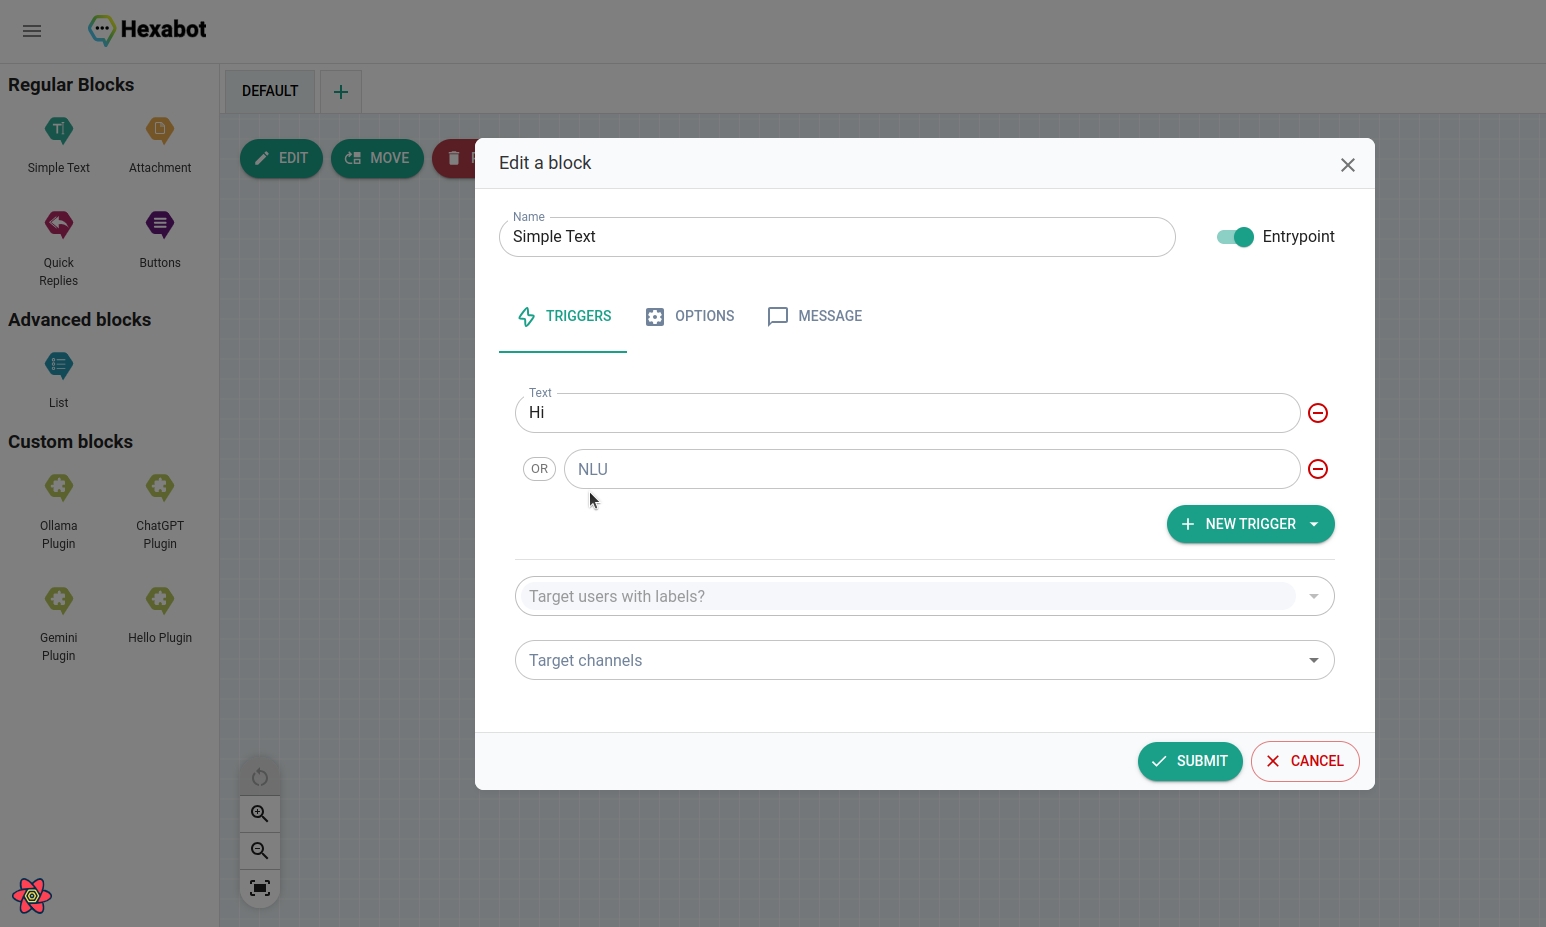 Hexabot
Regular Blocks
Simple Text
Attachment
Quick
Replies
Buttons
Advanced blocks
List
Custom blocks
Ollama
Plugin
ChatGPT
Plugin
Gemini
Plugin
Hello Plugin
DEFAULT
EDIT
MOVE
Edit a block
Name
Simple Text
Entrypoint
TRIGGERS
OPTIONS
MESSAGE
Text
Hi
OR
NLU
NEW TRIGGER
Target users with labels?
Target channels
SUBMIT
CANCEL